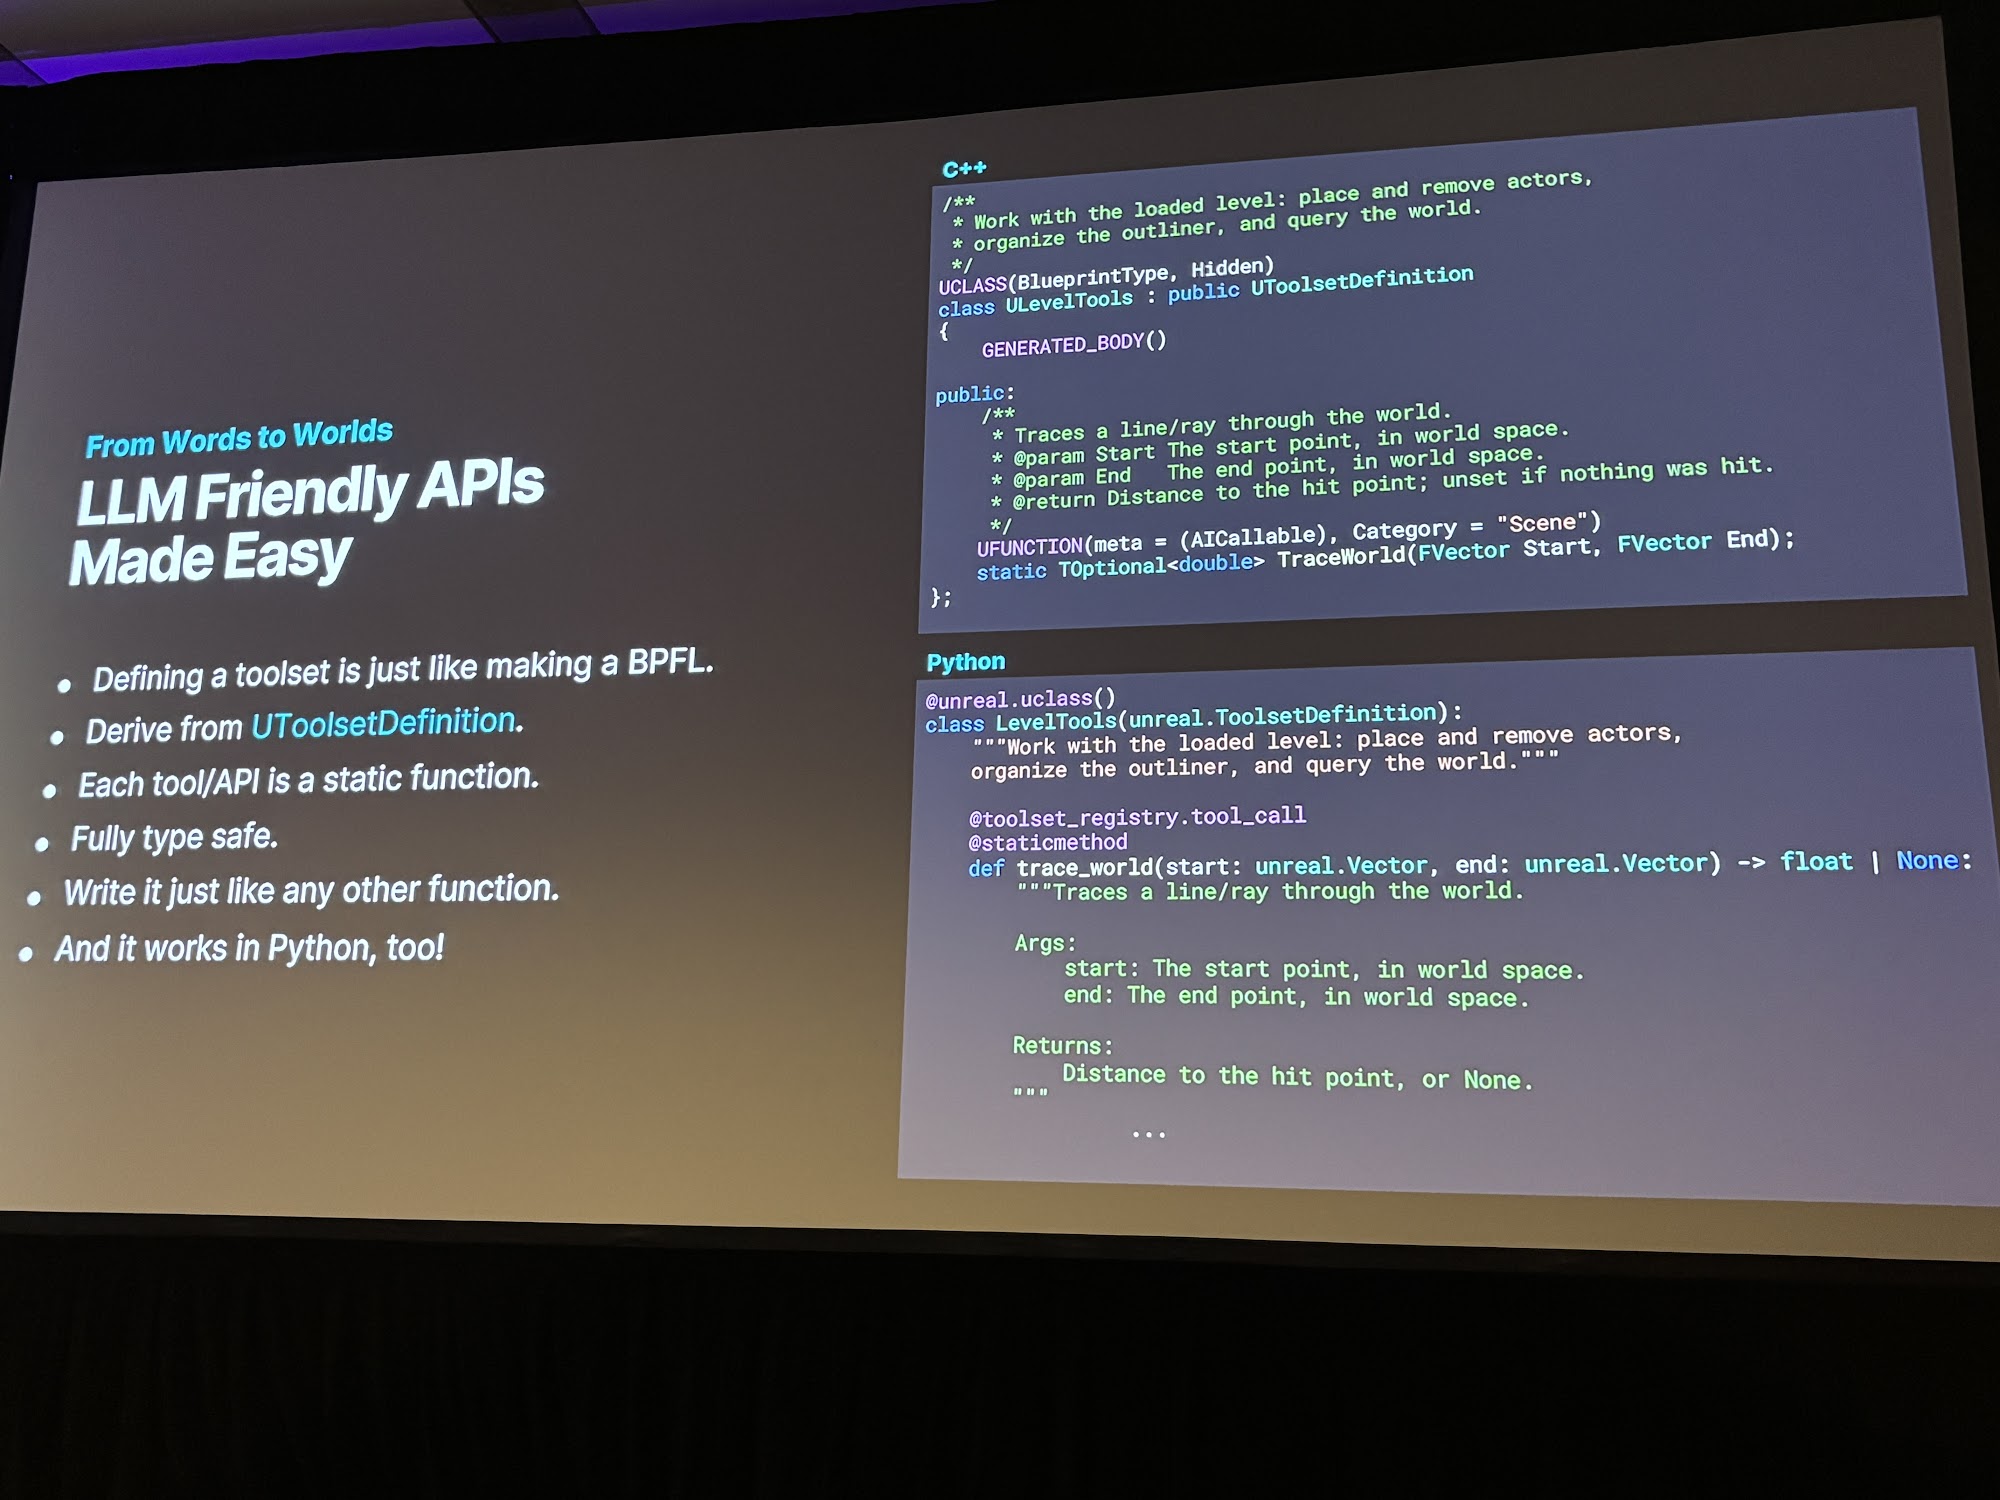 From Words to Worlds
LLM Friendly APIs
Made Easy
• Defining a toolset is just like making a BPFL.
• Derive from UToolsetDefinition.
• Each tool/API is a static function.
• Fully type safe.
• Write it just like any other function.
• And it works in Python, too!
C++
/**
 * Work with the loaded level: place and remove actors,
 * organize the outliner, and query the world.
 */
UCLASS(BlueprintType, Hidden)
class ULevelTools : public UToolsetDefinition
{
    GENERATED_BODY()

public:
    /**
     * Traces a line/ray through the world.
     * @param Start The start point, in world space.
     * @param End   The end point, in world space.
     * @return Distance to the hit point; unset if nothing was hit.
     */
    UFUNCTION(meta = (AICallable), Category = "Scene")
    static TOptional<double> TraceWorld(FVector Start, FVector End);
};
Python
@unreal.uclass()
class LevelTools(unreal.ToolsetDefinition):
    """Work with the loaded level: place and remove actors,
    organize the outliner, and query the world."""

    @toolset_registry.tool_call
    @staticmethod
    def trace_world(start: unreal.Vector, end: unreal.Vector) -> float | None:
        """Traces a line/ray through the world.

        Args:
            start: The start point, in world space.
            end: The end point, in world space.

        Returns:
            Distance to the hit point, or None.
        """
                ...